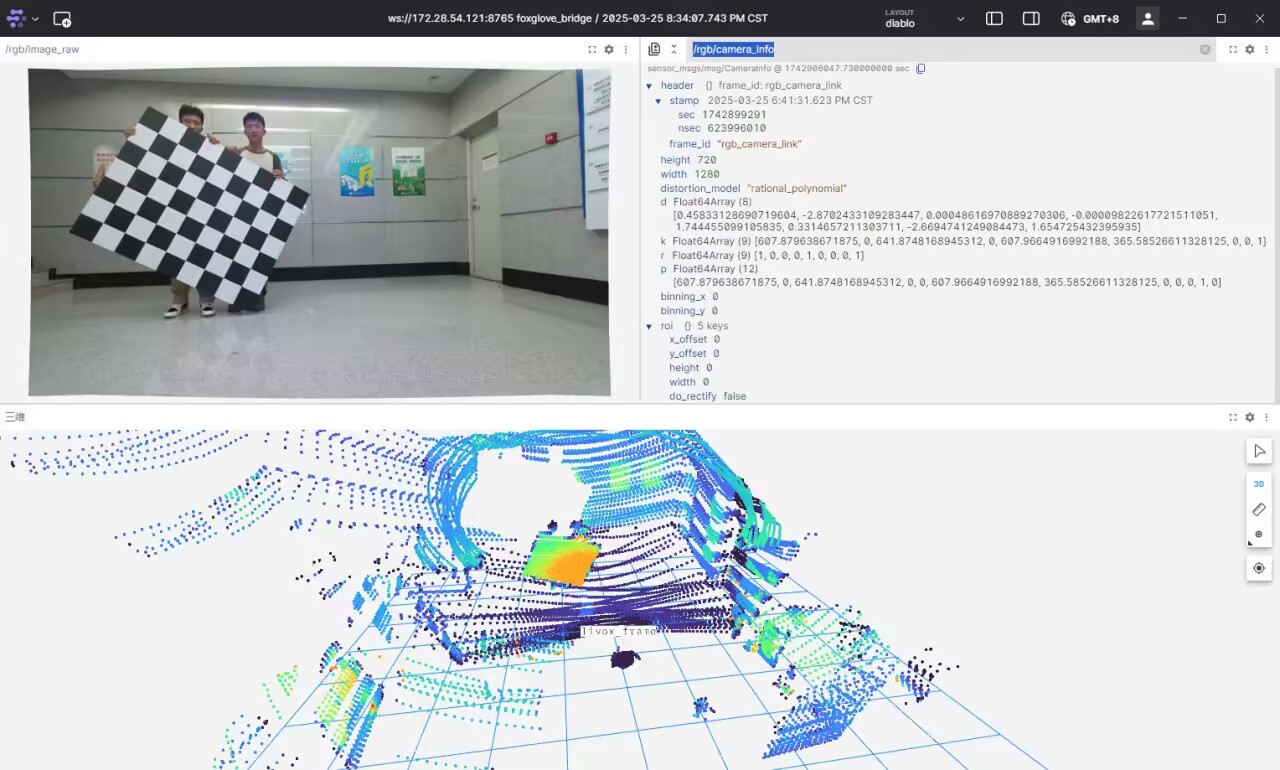 ws://172.28.54.121:8765 foxglove_bridge / 2025-03-25 8:34:07.743 PM CST
LAYOUT
diablo
GMT+8
/rgb/image_raw
/rgb/camera_info
sensor_msgs/msg/CameraInfo @ 1742906047.730000000 sec
header {} frame_id: rgb_camera_link
stamp 2025-03-25 6:41:31.623 PM CST
sec 1742899291
nsec 623996010
frame_id "rgb_camera_link"
height 720
width 1280
distortion_model "rational_polynomial"
d Float64Array (8)
[0.45833128690719604, -2.8702433109283447, 0.00048616970889270306, -0.00009822617721511051,
1.744455099105835, 0.3314657211303711, -2.6694741249084473, 1.654725432395935]
k Float64Array (9) [607.879638671875, 0, 641.8748168945312, 0, 607.9664916992188, 365.58526611328125, 0, 0, 1]
r Float64Array (9) [1, 0, 0, 0, 1, 0, 0, 0, 1]
p Float64Array (12)
[607.879638671875, 0, 641.8748168945312, 0, 0, 607.9664916992188, 365.58526611328125, 0, 0, 0, 1, 0]
binning_x 0
binning_y 0
roi {} 5 keys
x_offset 0
y_offset 0
height 0
width 0
do_rectify false
三维
3D
livox_frame